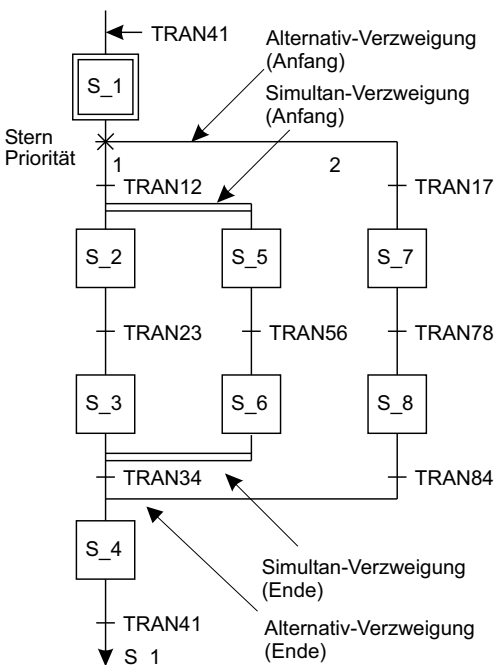 TRAN41
Alternativ-Verzweigung
(Anfang)
S_1
Simultan-Verzweigung
(Anfang)
Stern
Priorität
1
2
TRAN12
TRAN17
S_2
S_5
S_7
TRAN23
TRAN56
TRAN78
S_3
S_6
S_8
TRAN34
TRAN84
S_4
Simultan-Verzweigung
(Ende)
TRAN41
Alternativ-Verzweigung
(Ende)
S_1